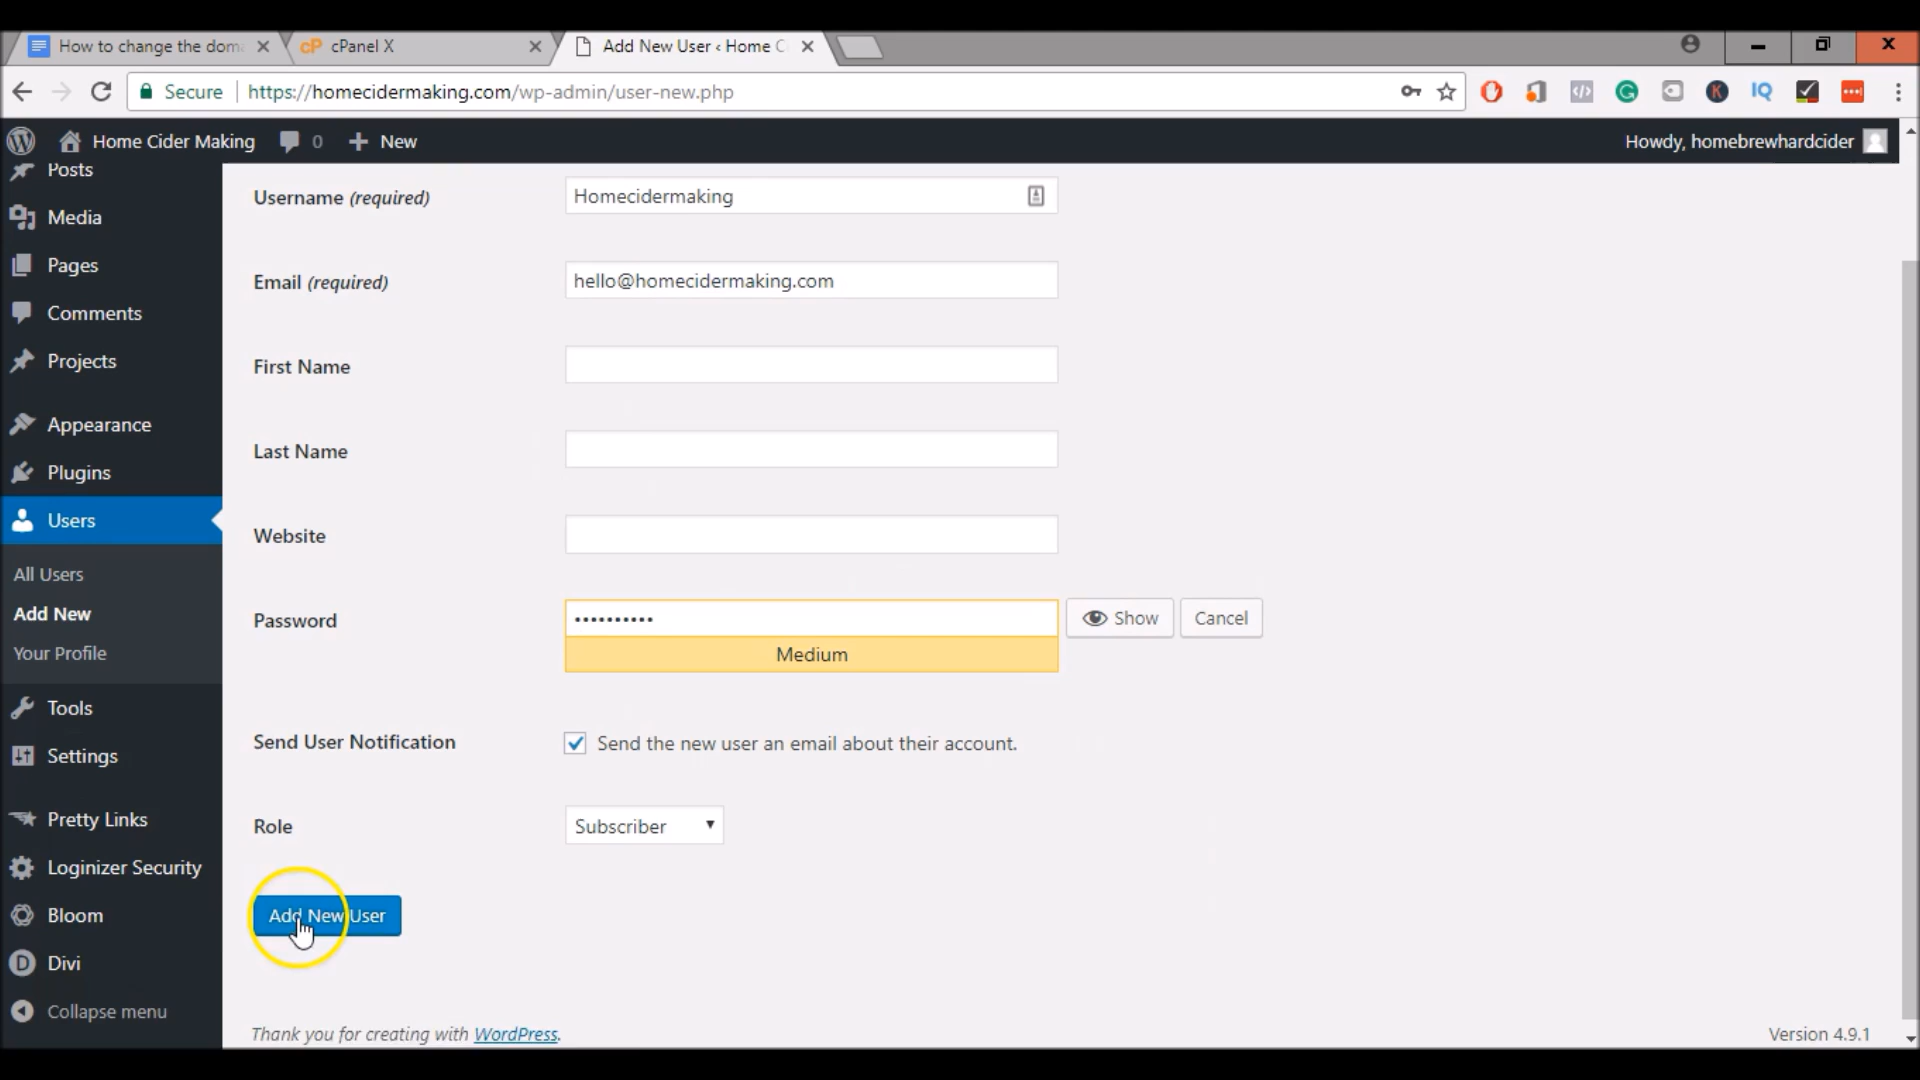 How to change the dom
cPanel X
Add New User ‹ Home C
Secure
https://homecidermaking.com/wp-admin/user-new.php
Home Cider Making
0
New
Howdy, homebrewhardcider
Posts
Media
Pages
Comments
Projects
Appearance
Plugins
Users
All Users
Add New
Your Profile
Tools
Settings
Pretty Links
Loginizer Security
Bloom
Divi
Collapse menu
Username (required)
Homecidermaking
Email (required)
hello@homecidermaking.com
First Name
Last Name
Website
Password
••••••••••
Show
Cancel
Medium
Send User Notification
Send the new user an email about their account.
Role
Subscriber
Add New User
Thank you for creating with WordPress.
Version 4.9.1